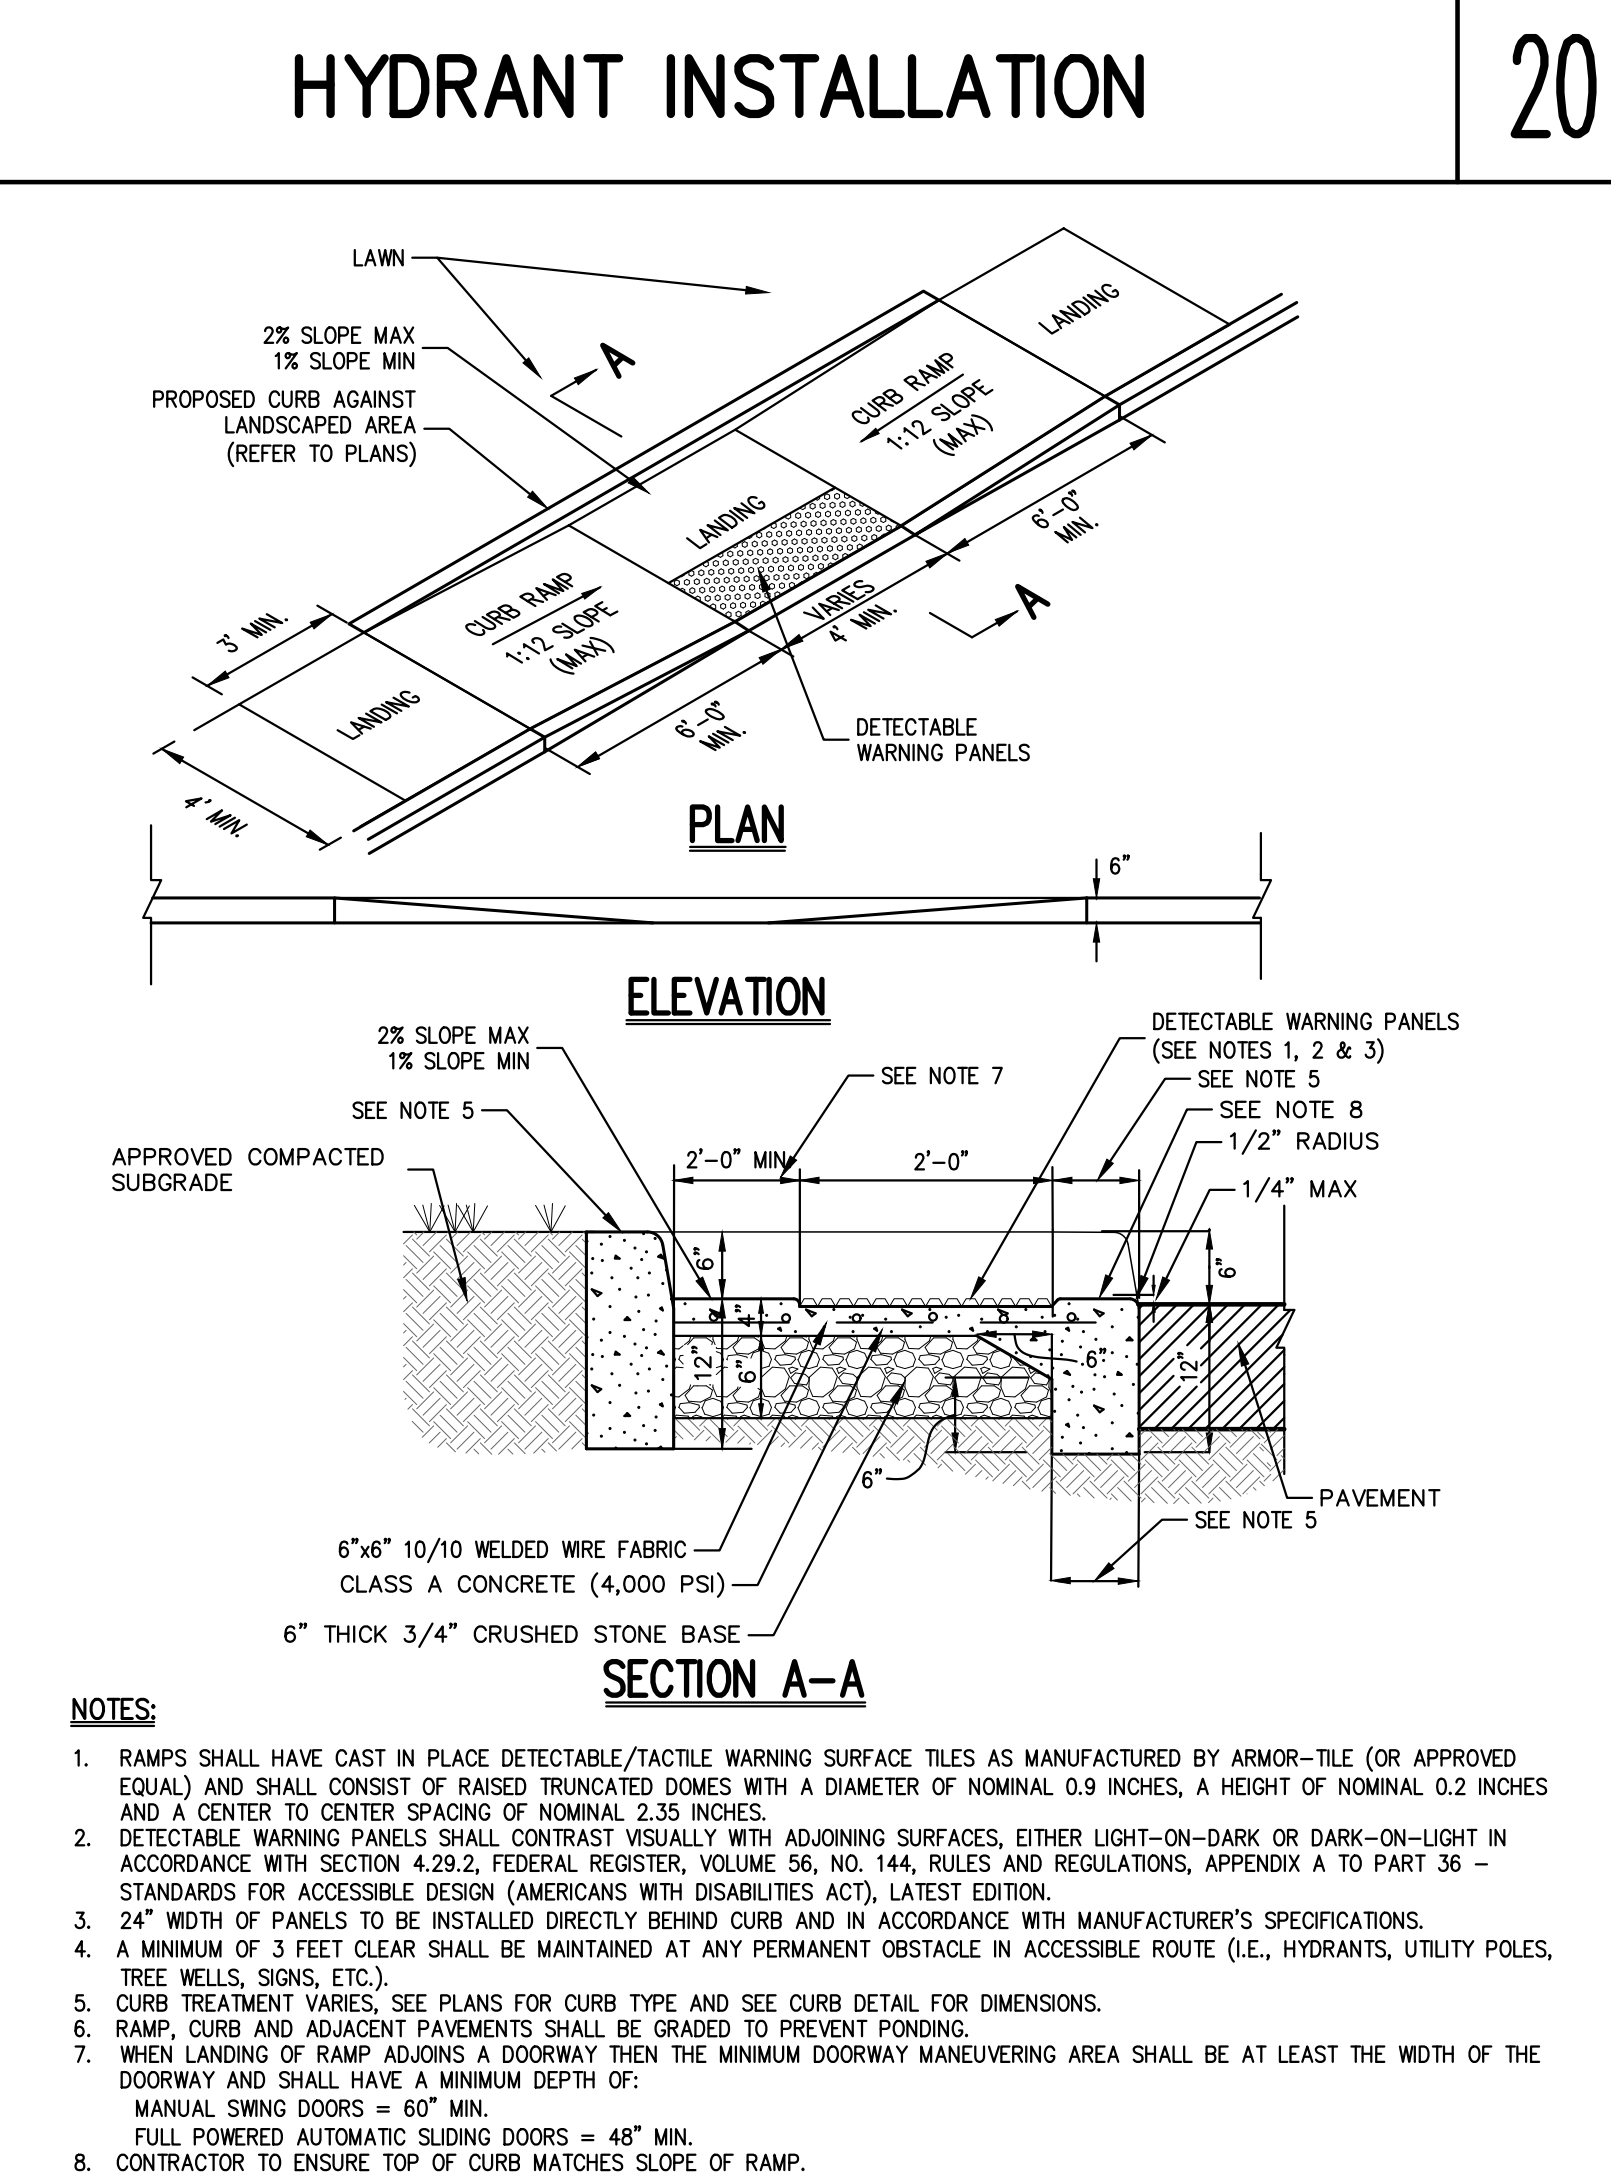 HYDRANT INSTALLATION
20
LAWN
2% SLOPE MAX
1% SLOPE MIN
PROPOSED CURB AGAINST
LANDSCAPED AREA
(REFER TO PLANS)
A
LANDING
CURB RAMP
1:12 SLOPE
(MAX)
6'-0"
MIN.
LANDING
VARIES
4' MIN.
A
3' MIN.
CURB RAMP
1:12 SLOPE
(MAX)
LANDING
6'-0"
MIN.
4' MIN.
DETECTABLE
WARNING PANELS
PLAN
6"
ELEVATION
2% SLOPE MAX
1% SLOPE MIN
SEE NOTE 5
APPROVED COMPACTED
SUBGRADE
SEE NOTE 7
DETECTABLE WARNING PANELS
(SEE NOTES 1, 2 & 3)
SEE NOTE 5
SEE NOTE 8
1/2" RADIUS
1/4" MAX
2'-0" MIN.
2'-0"
6"
4"
12"
6"
6"
6"
6"
12"
PAVEMENT
SEE NOTE 5
6"x6" 10/10 WELDED WIRE FABRIC
CLASS A CONCRETE (4,000 PSI)
6" THICK 3/4" CRUSHED STONE BASE
SECTION A-A
NOTES:
1. RAMPS SHALL HAVE CAST IN PLACE DETECTABLE/TACTILE WARNING SURFACE TILES AS MANUFACTURED BY ARMOR-TILE (OR APPROVED
EQUAL) AND SHALL CONSIST OF RAISED TRUNCATED DOMES WITH A DIAMETER OF NOMINAL 0.9 INCHES, A HEIGHT OF NOMINAL 0.2 INCHES
AND A CENTER TO CENTER SPACING OF NOMINAL 2.35 INCHES.
2. DETECTABLE WARNING PANELS SHALL CONTRAST VISUALLY WITH ADJOINING SURFACES, EITHER LIGHT-ON-DARK OR DARK-ON-LIGHT IN
ACCORDANCE WITH SECTION 4.29.2, FEDERAL REGISTER, VOLUME 56, NO. 144, RULES AND REGULATIONS, APPENDIX A TO PART 36 -
STANDARDS FOR ACCESSIBLE DESIGN (AMERICANS WITH DISABILITIES ACT), LATEST EDITION.
3. 24" WIDTH OF PANELS TO BE INSTALLED DIRECTLY BEHIND CURB AND IN ACCORDANCE WITH MANUFACTURER'S SPECIFICATIONS.
4. A MINIMUM OF 3 FEET CLEAR SHALL BE MAINTAINED AT ANY PERMANENT OBSTACLE IN ACCESSIBLE ROUTE (I.E., HYDRANTS, UTILITY POLES,
TREE WELLS, SIGNS, ETC.).
5. CURB TREATMENT VARIES, SEE PLANS FOR CURB TYPE AND SEE CURB DETAIL FOR DIMENSIONS.
6. RAMP, CURB AND ADJACENT PAVEMENTS SHALL BE GRADED TO PREVENT PONDING.
7. WHEN LANDING OF RAMP ADJOINS A DOORWAY THEN THE MINIMUM DOORWAY MANEUVERING AREA SHALL BE AT LEAST THE WIDTH OF THE
DOORWAY AND SHALL HAVE A MINIMUM DEPTH OF:
MANUAL SWING DOORS = 60" MIN.
FULL POWERED AUTOMATIC SLIDING DOORS = 48" MIN.
8. CONTRACTOR TO ENSURE TOP OF CURB MATCHES SLOPE OF RAMP.